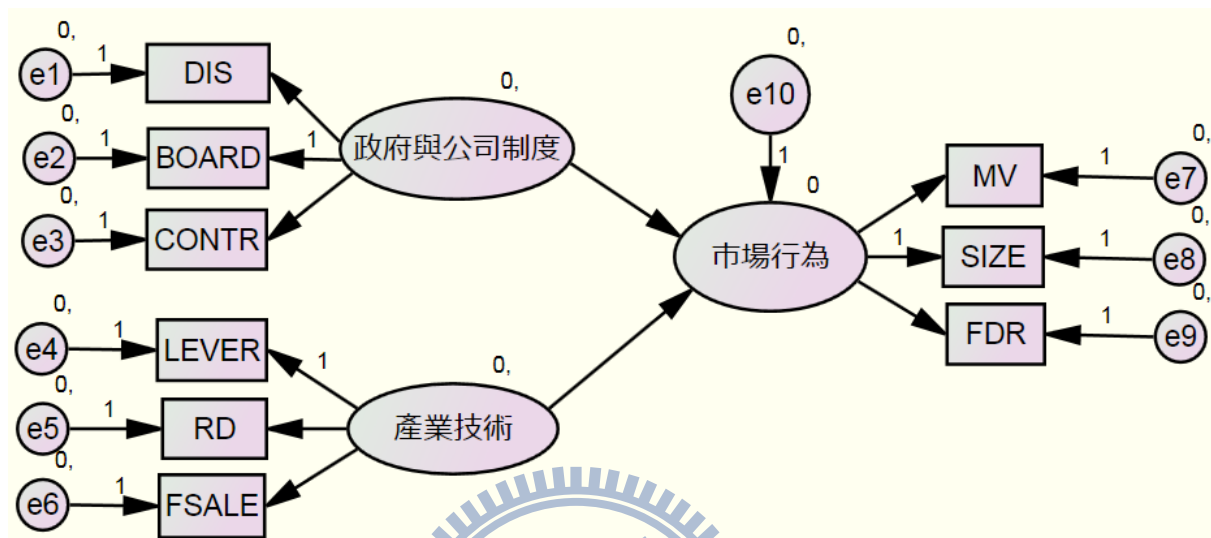 0,
e1
1
DIS
0,
e2
1
BOARD
0,
e3
1
CONTR
0,
政府與公司制度
1
0,
e4
1
LEVER
0,
e5
1
RD
0,
e6
1
FSALE
0,
產業技術
1
0,
e10
1
0
市場行為
1
MV
1
0,
e7
SIZE
1
0,
e8
FDR
1
0,
e9